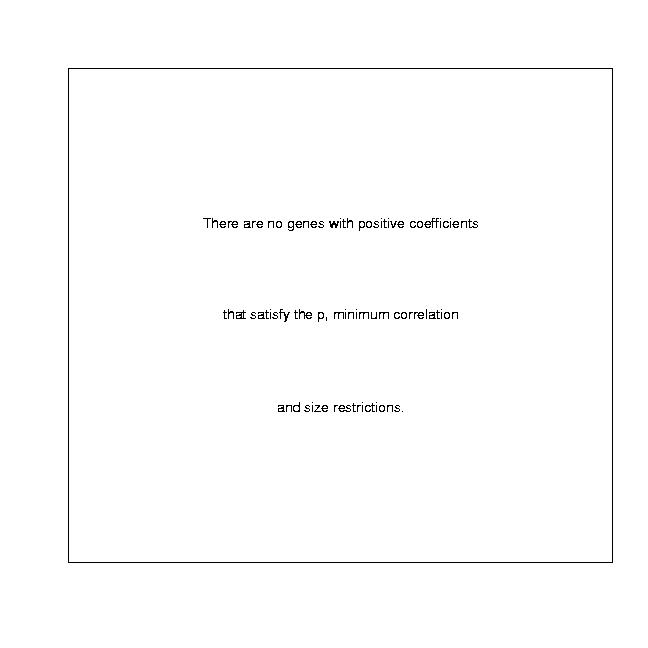 There are no genes with positive coefficients
that satisfy the p, minimum correlation
and size restrictions.